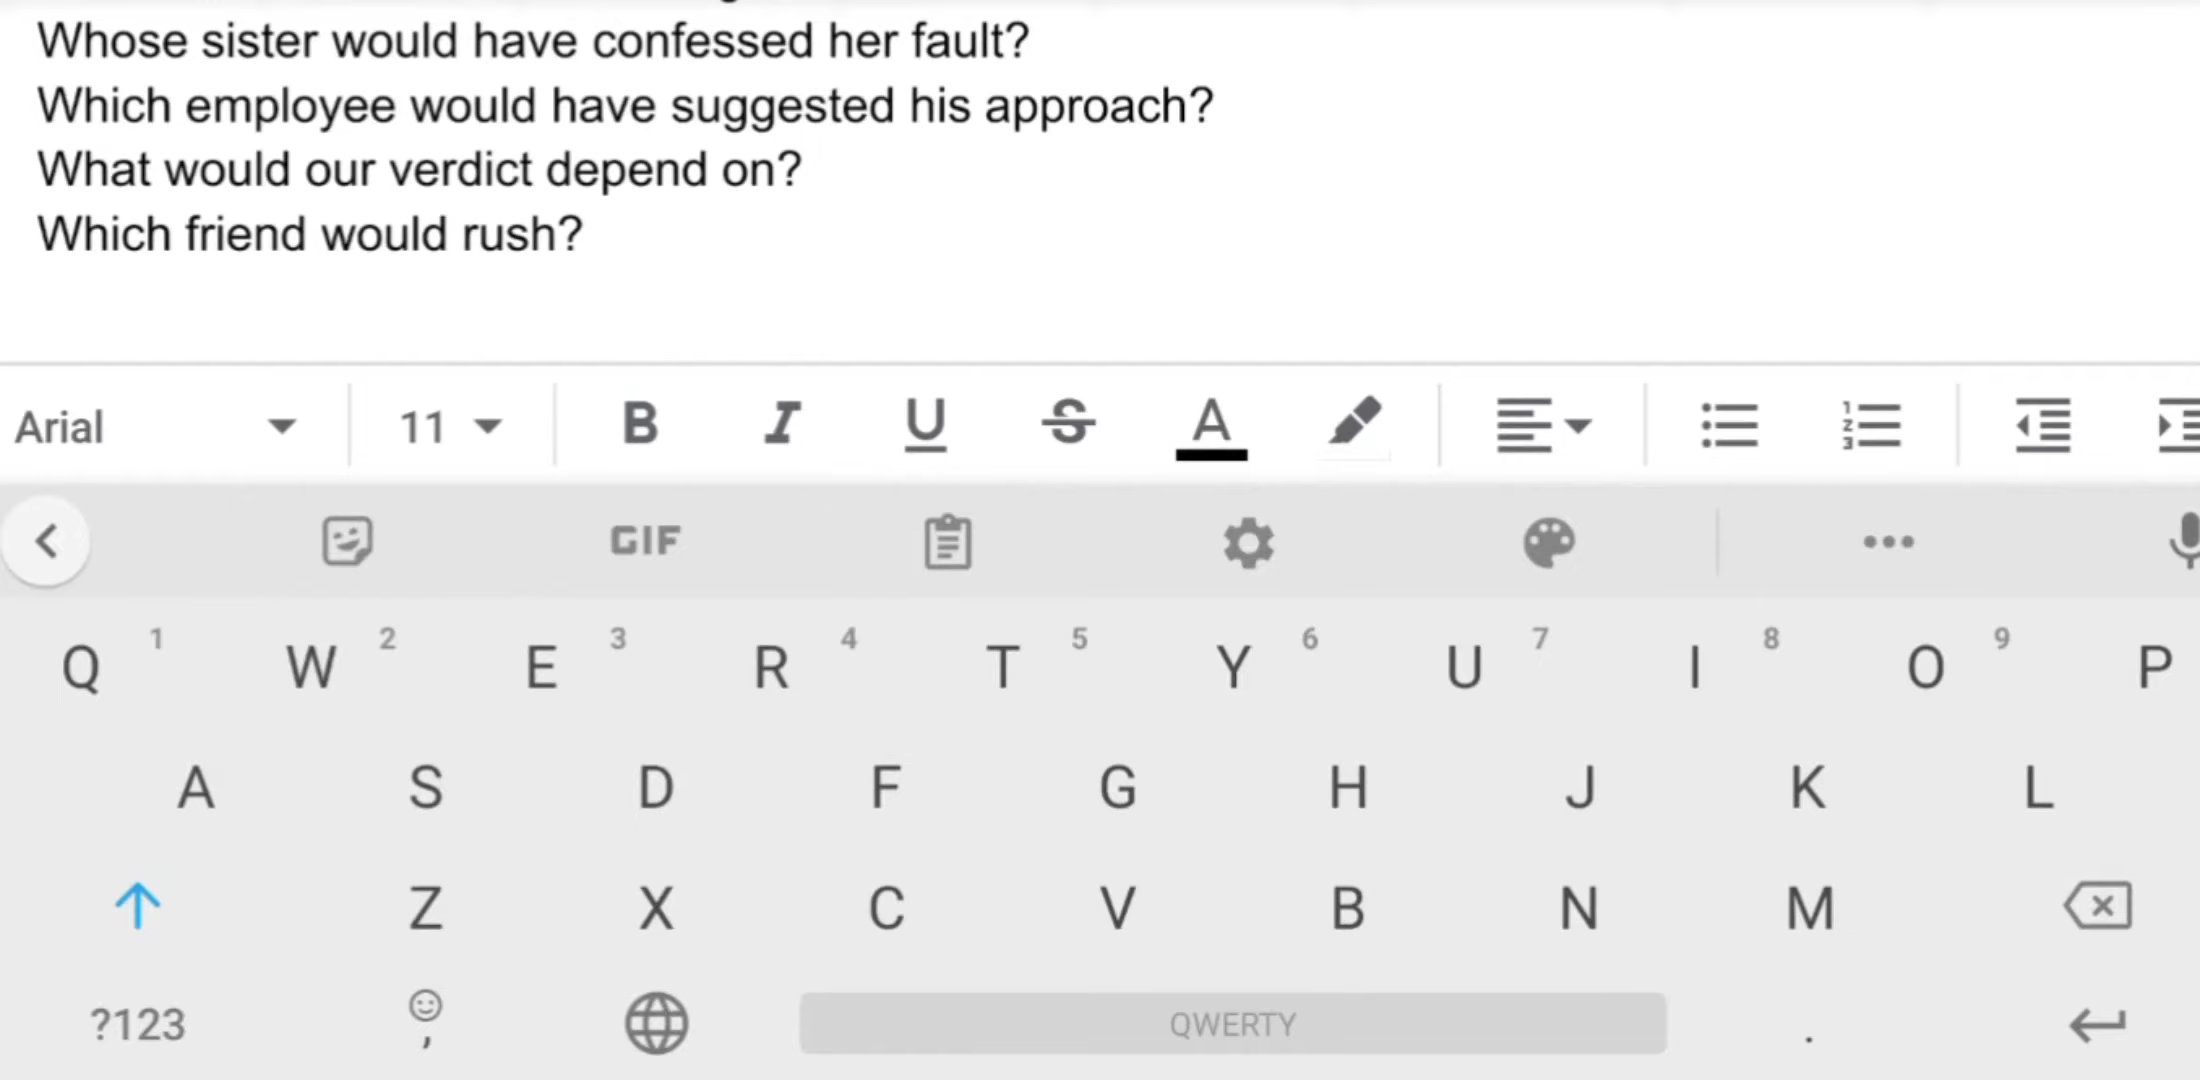 Whose sister would have confessed her fault?
Which employee would have suggested his approach?
What would our verdict depend on?
Which friend would rush?
Arial 11 B I U S A
GIF
Q 1 W 2 E 3 R 4 T 5 Y 6 U 7 I 8 O 9 P
A S D F G H J K L
Z X C V B N M
?123 , QWERTY .